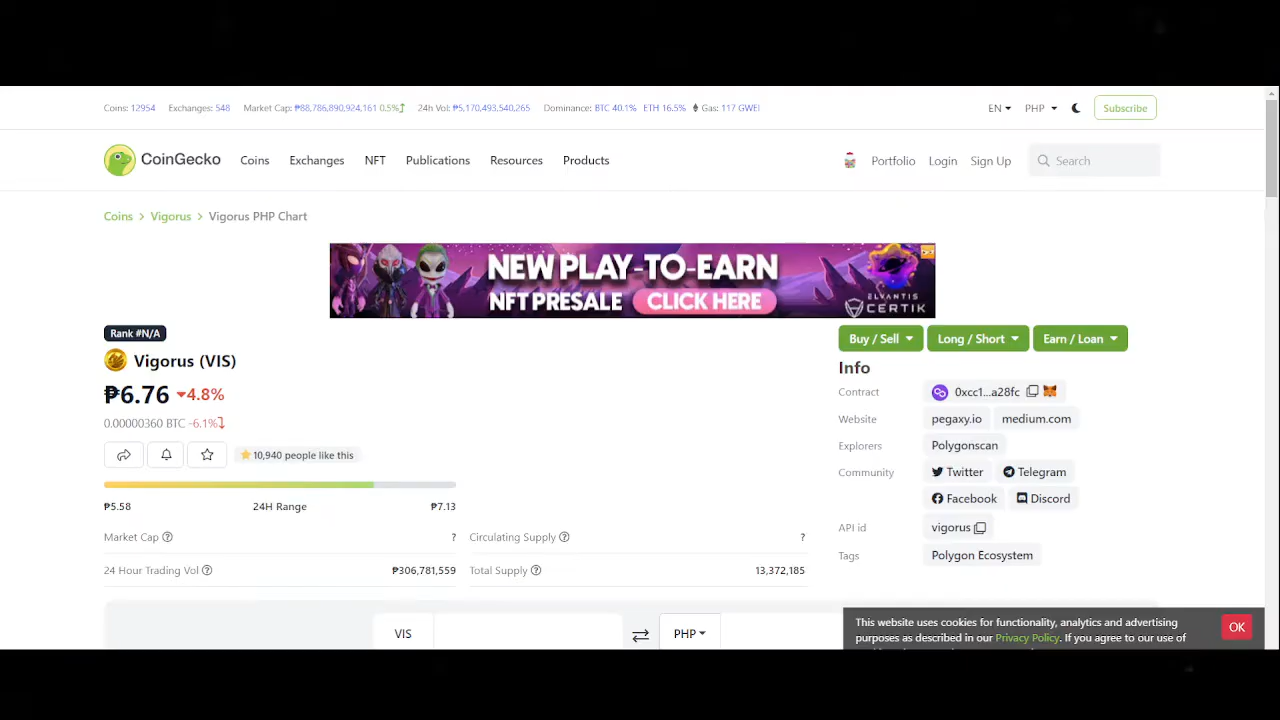 Coins: 12954 Exchanges: 548 Market Cap: ₱88,786,890,924,161 0.5% 24h Vol: ₱5,170,493,540,265 Dominance: BTC 40.1% ETH 16.5% Gas: 117 GWEI EN PHP Subscribe
CoinGecko Coins Exchanges NFT Publications Resources Products Portfolio Login Sign Up Search
Coins > Vigorus > Vigorus PHP Chart
NEW PLAY-TO-EARN
NFT PRESALE CLICK HERE
ELVANTIS
CERTIK
Rank #N/A
Vigorus (VIS)
₱6.76 4.8%
0.00000360 BTC -6.1%
10,940 people like this
₱5.58 24H Range ₱7.13
Market Cap ? ?
24 Hour Trading Vol ? ₱306,781,559
Circulating Supply ? ?
Total Supply ? 13,372,185
Buy / Sell Long / Short Earn / Loan
Info
Contract 0xcc1...a28fc
Website pegaxy.io medium.com
Explorers Polygonscan
Community Twitter Telegram
Facebook Discord
API id vigorus
Tags Polygon Ecosystem
VIS PHP
This website uses cookies for functionality, analytics and advertising
purposes as described in our Privacy Policy. If you agree to our use of
OK